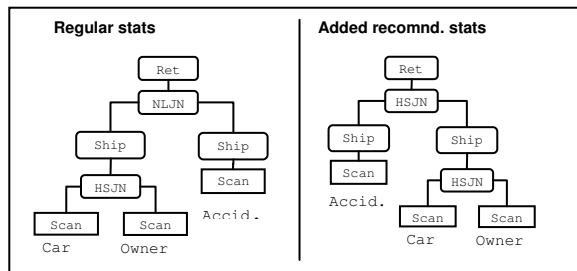 Regular stats
Ret
NLJN
Ship
Ship
HSJN
Scan
Scan
Scan
Accid.
Car
Owner
Added recomnd. stats
Ret
HSJN
Ship
Ship
Scan
HSJN
Accid.
Scan
Scan
Car
Owner